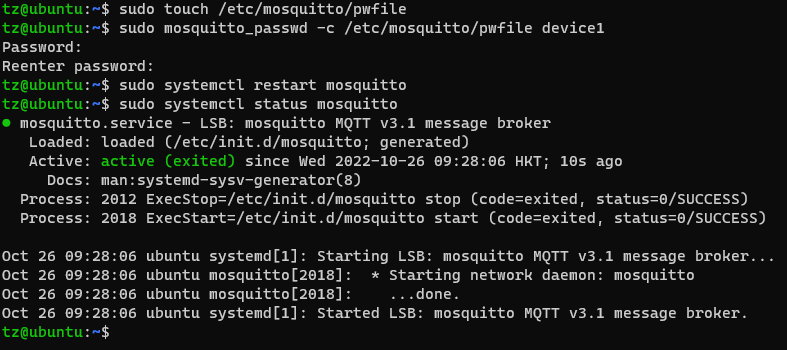 tz@ubuntu:~$ sudo touch /etc/mosquitto/pwfile
tz@ubuntu:~$ sudo mosquitto_passwd -c /etc/mosquitto/pwfile device1
Password:
Reenter password:
tz@ubuntu:~$ sudo systemctl restart mosquitto
tz@ubuntu:~$ sudo systemctl status mosquitto
● mosquitto.service - LSB: mosquitto MQTT v3.1 message broker
   Loaded: loaded (/etc/init.d/mosquitto; generated)
   Active: active (exited) since Wed 2022-10-26 09:28:06 HKT; 10s ago
     Docs: man:systemd-sysv-generator(8)
  Process: 2012 ExecStop=/etc/init.d/mosquitto stop (code=exited, status=0/SUCCESS)
  Process: 2018 ExecStart=/etc/init.d/mosquitto start (code=exited, status=0/SUCCESS)

Oct 26 09:28:06 ubuntu systemd[1]: Starting LSB: mosquitto MQTT v3.1 message broker...
Oct 26 09:28:06 ubuntu mosquitto[2018]:  * Starting network daemon: mosquitto
Oct 26 09:28:06 ubuntu mosquitto[2018]:    ...done.
Oct 26 09:28:06 ubuntu systemd[1]: Started LSB: mosquitto MQTT v3.1 message broker.
tz@ubuntu:~$